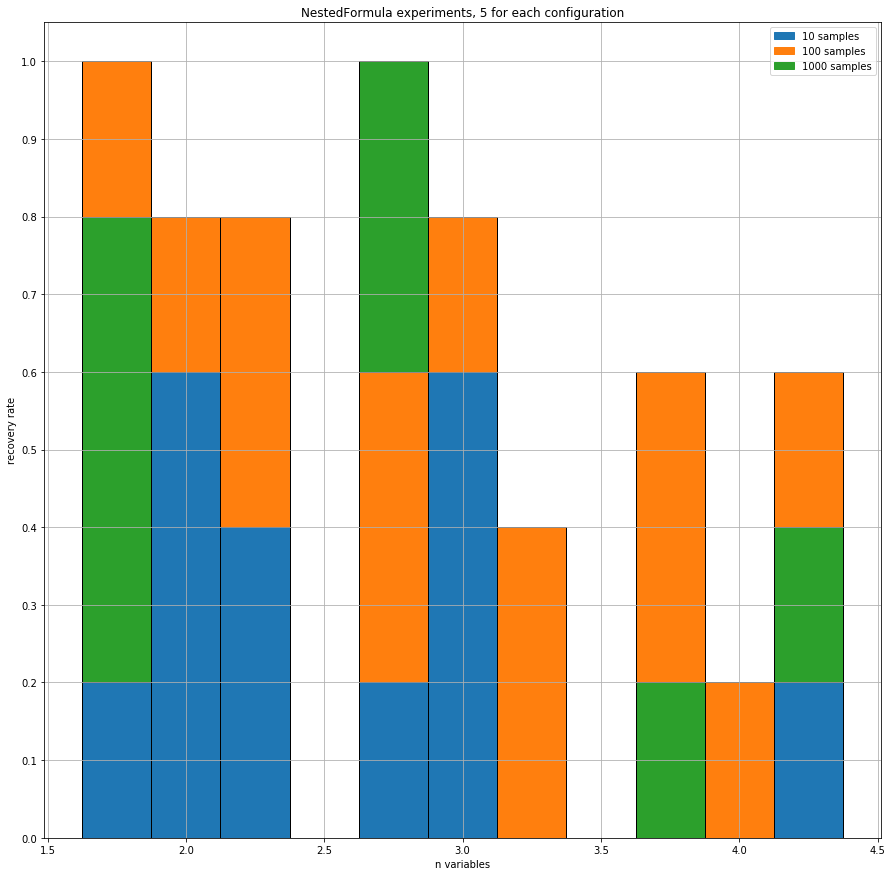 NestedFormula experiments, 5 for each configuration
10 samples
100 samples
1000 samples
recovery rate
1.0
0.9
0.8
0.7
0.6
0.5
0.4
0.3
0.2
0.1
0.0
1.5 2.0 2.5 3.0 3.5 4.0 4.5
n variables